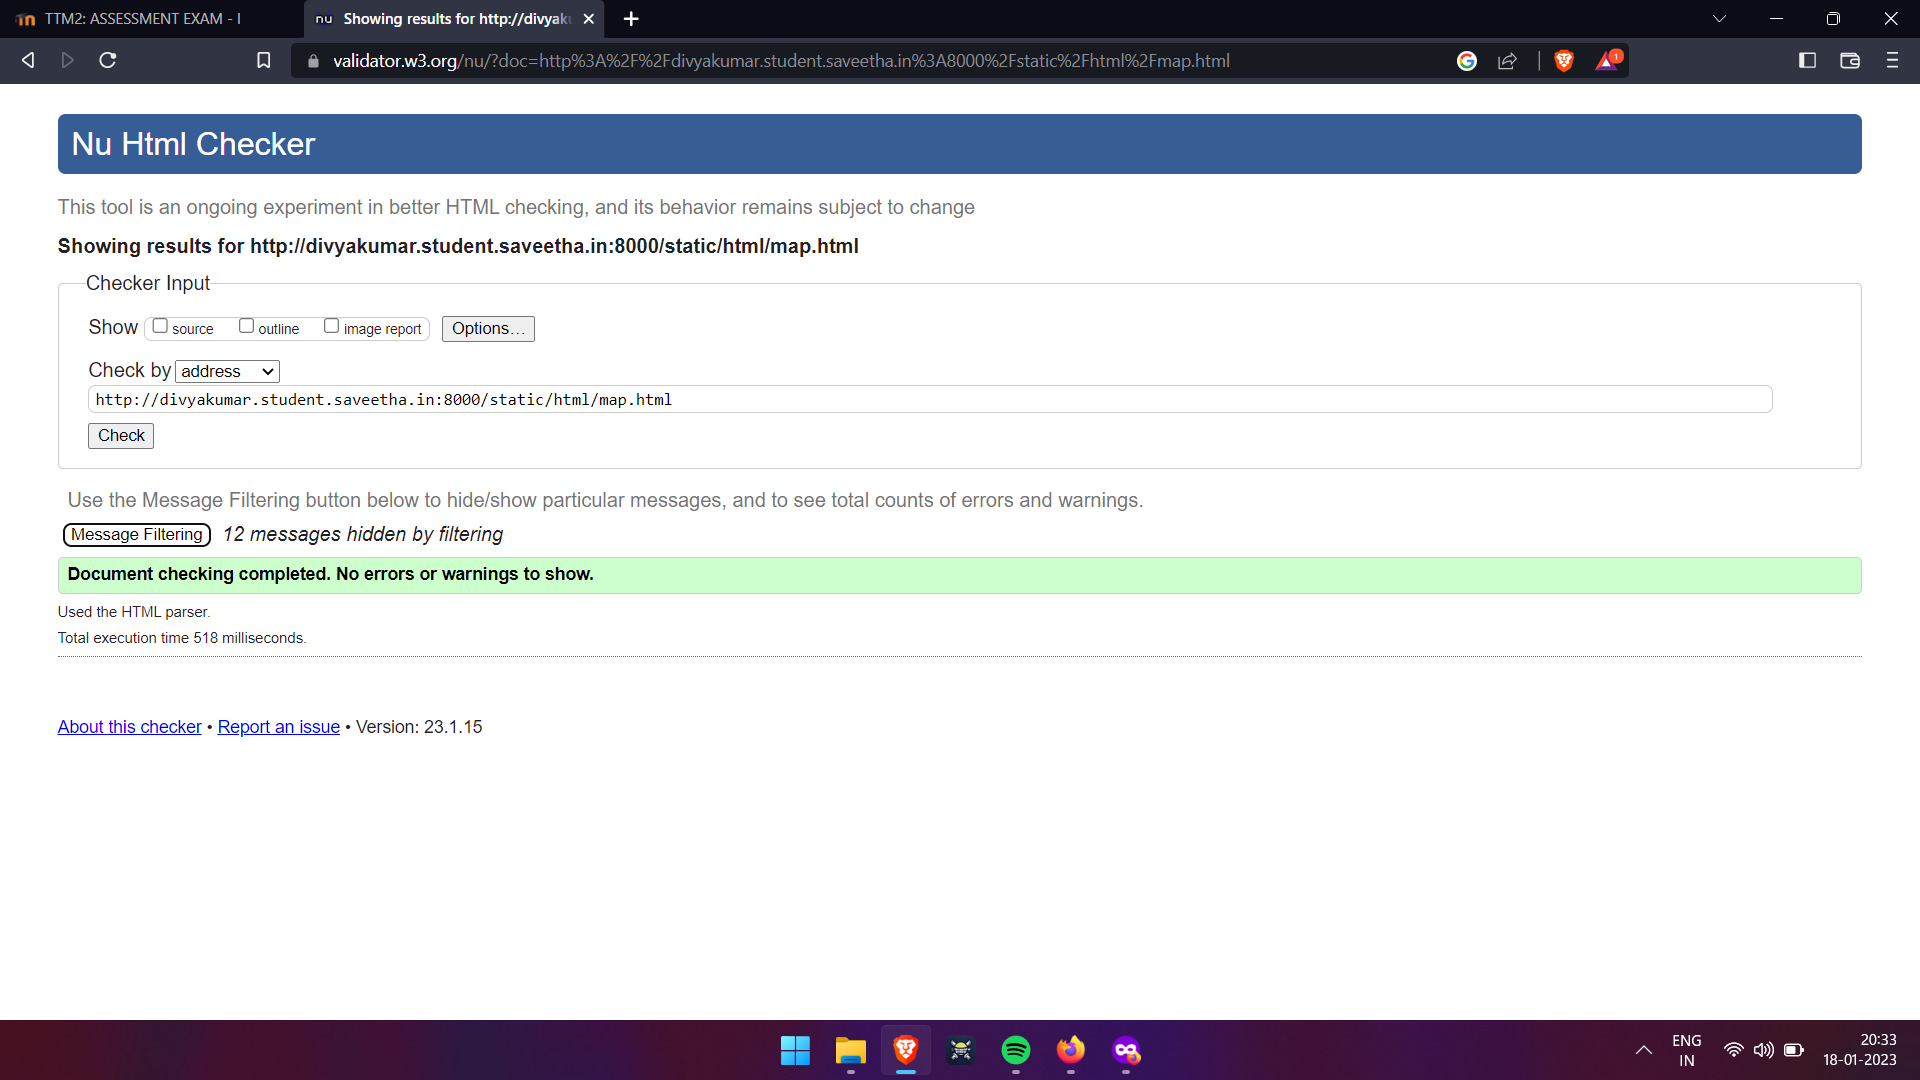 TTM2: ASSESSMENT EXAM - I
nu Showing results for http://divyaku
validator.w3.org/nu/?doc=http%3A%2F%2Fdivyakumar.student.saveetha.in%3A8000%2Fstatic%2Fhtml%2Fmap.html
1
Nu Html Checker
This tool is an ongoing experiment in better HTML checking, and its behavior remains subject to change
Showing results for http://divyakumar.student.saveetha.in:8000/static/html/map.html
Checker Input
Show source outline image report Options...
Check by address
http://divyakumar.student.saveetha.in:8000/static/html/map.html
Check
Use the Message Filtering button below to hide/show particular messages, and to see total counts of errors and warnings.
Message Filtering 12 messages hidden by filtering
Document checking completed. No errors or warnings to show.
Used the HTML parser.
Total execution time 518 milliseconds.
About this checker • Report an issue • Version: 23.1.15
ENG
IN
20:33
18-01-2023